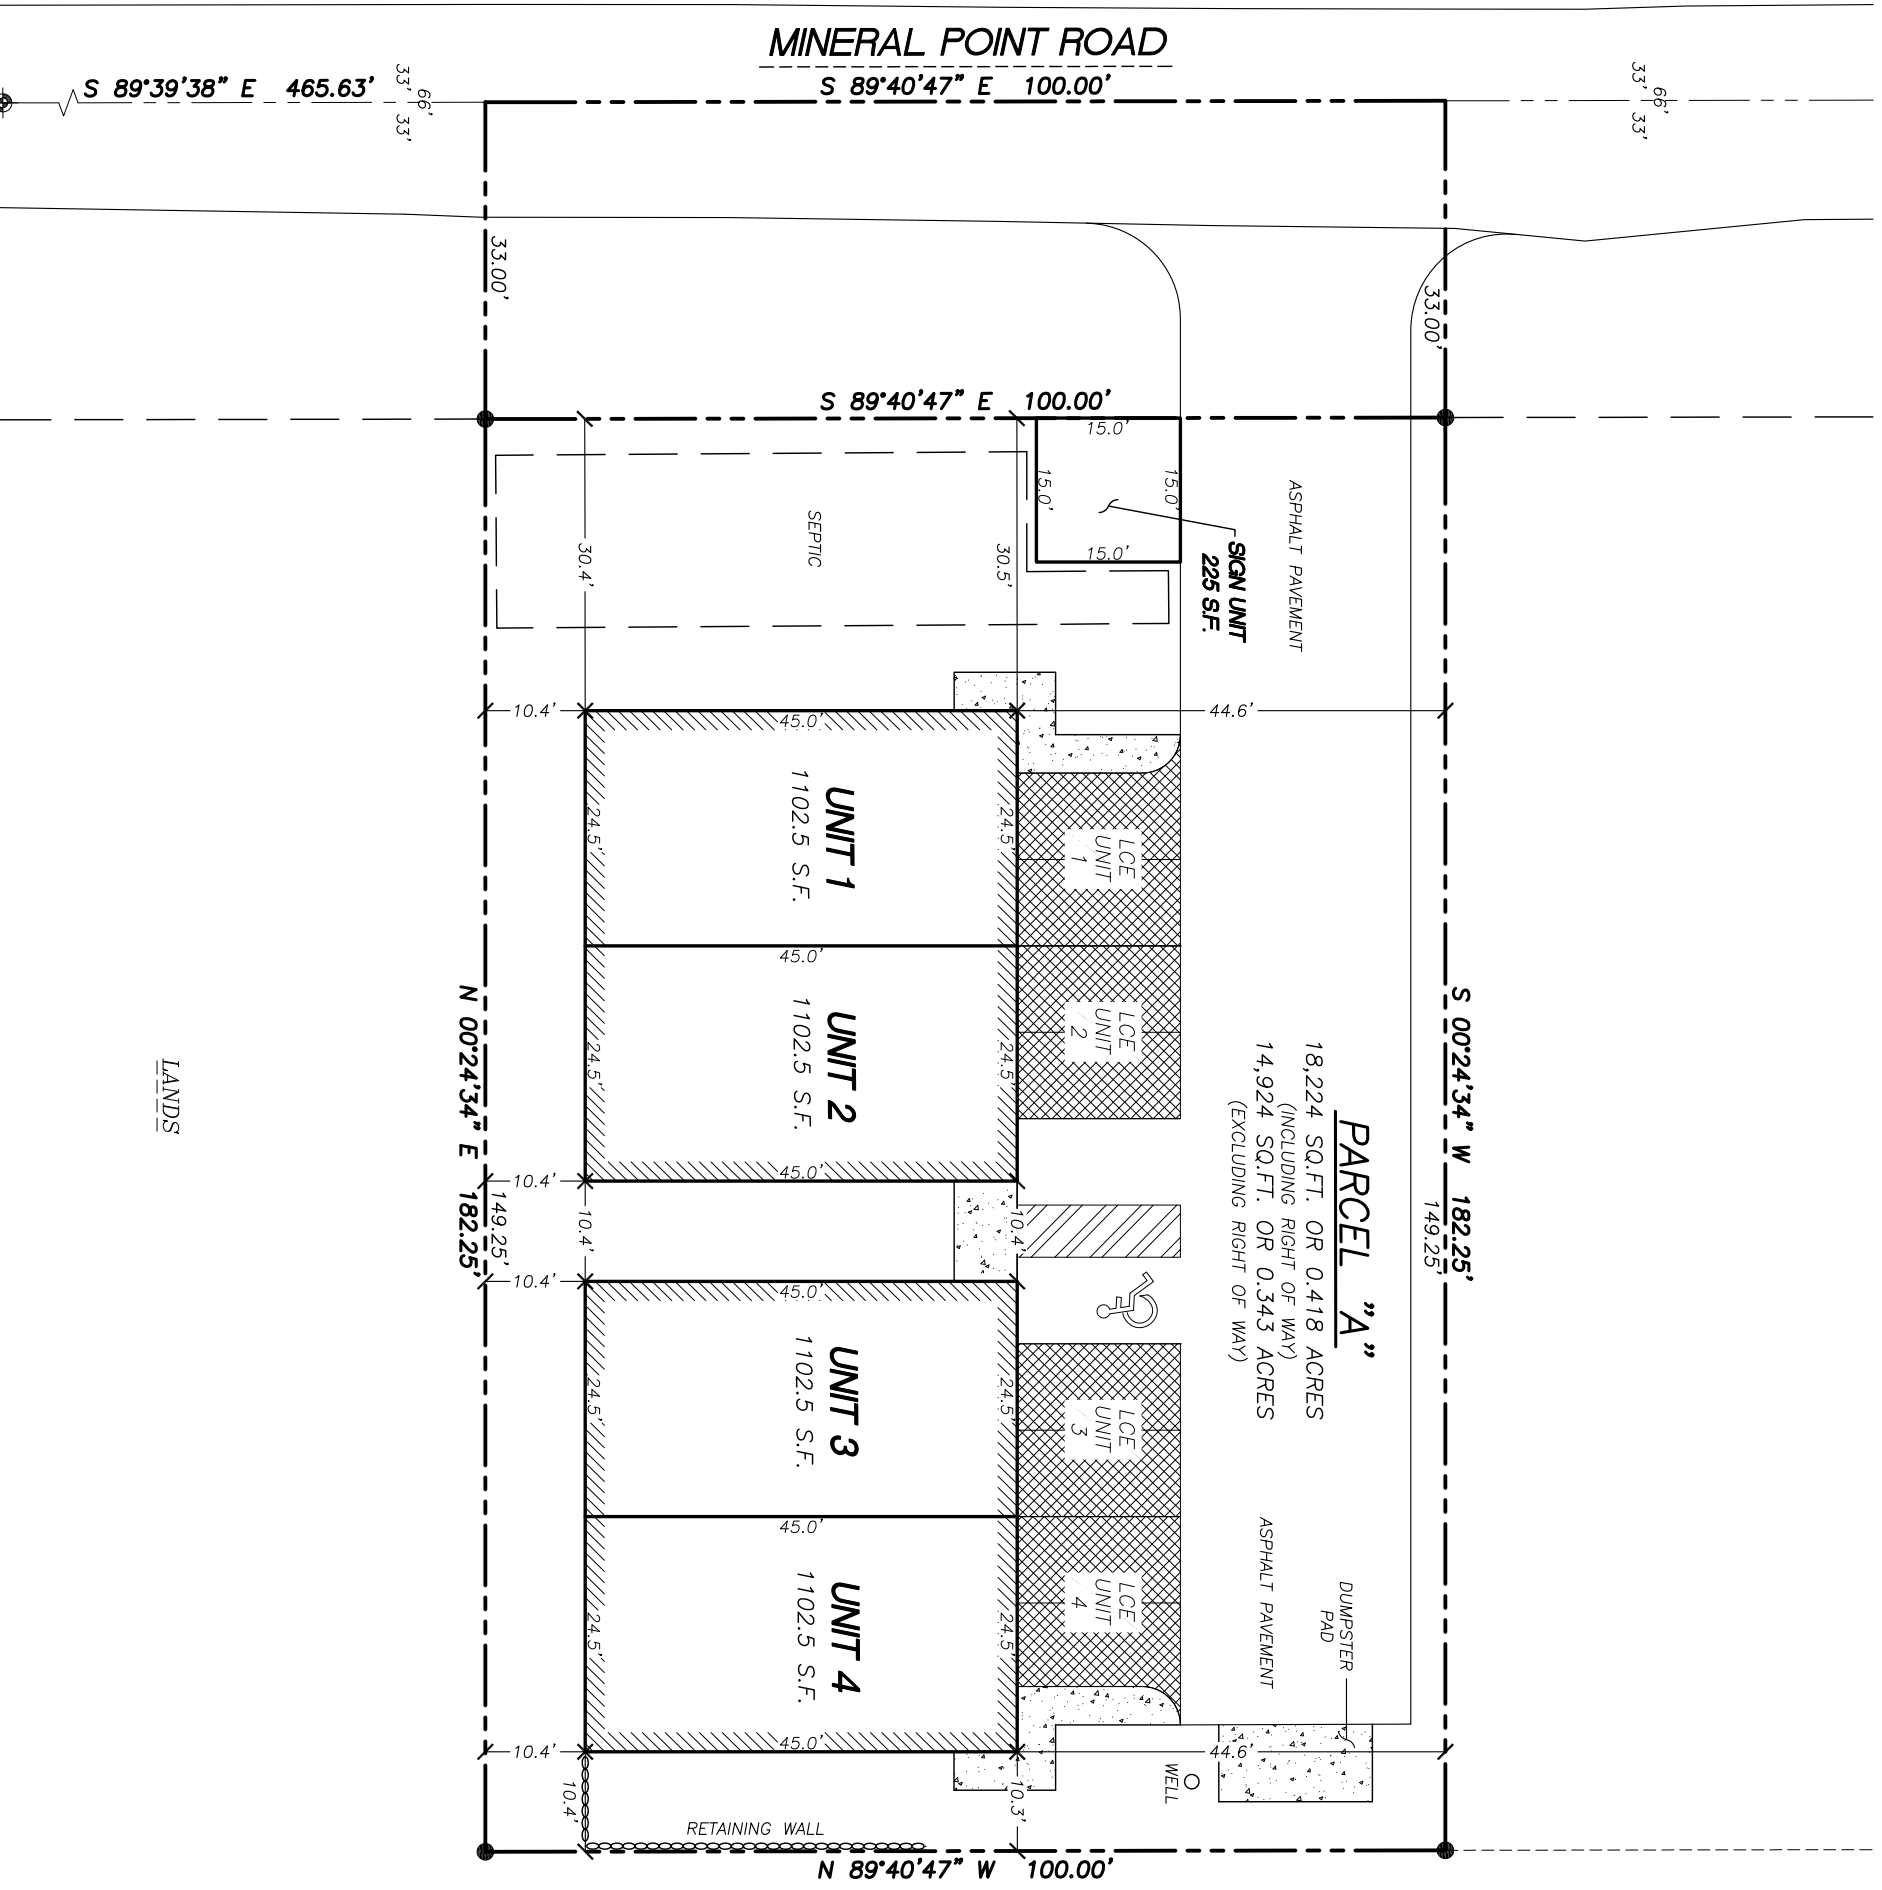 MINERAL POINT ROAD
S 89°39'38" E 465.63'
33'
66'
33'
S 89°40'47" E 100.00'
33'
66'
33'
33.00'
33.00'
S 89°40'47" E 100.00'
15.0'
15.0'
15.0'
15.0'
SIGN UNIT
225 S.F.
ASPHALT PAVEMENT
SEPTIC
30.4'
30.5'
10.4'
45.0'
44.6'
UNIT 1
1102.5 S.F.
24.5'
24.5'
LCE
UNIT
1
45.0'
UNIT 2
1102.5 S.F.
24.5'
24.5'
LCE
UNIT
2
45.0'
10.4'
10.4'
10.4'
10.4'
N 00°24'34" E 182.25'
149.25'
S 00°24'34" W 182.25'
149.25'
PARCEL "A"
18,224 SQ.FT. OR 0.418 ACRES
(INCLUDING RIGHT OF WAY)
14,924 SQ.FT. OR 0.343 ACRES
(EXCLUDING RIGHT OF WAY)
LANDS
45.0'
UNIT 3
1102.5 S.F.
24.5'
24.5'
LCE
UNIT
3
45.0'
UNIT 4
1102.5 S.F.
24.5'
24.5'
LCE
UNIT
4
ASPHALT PAVEMENT
DUMPSTER
PAD
45.0'
10.4'
44.6'
10.4'
10.3'
WELL
RETAINING WALL
N 89°40'47" W 100.00'